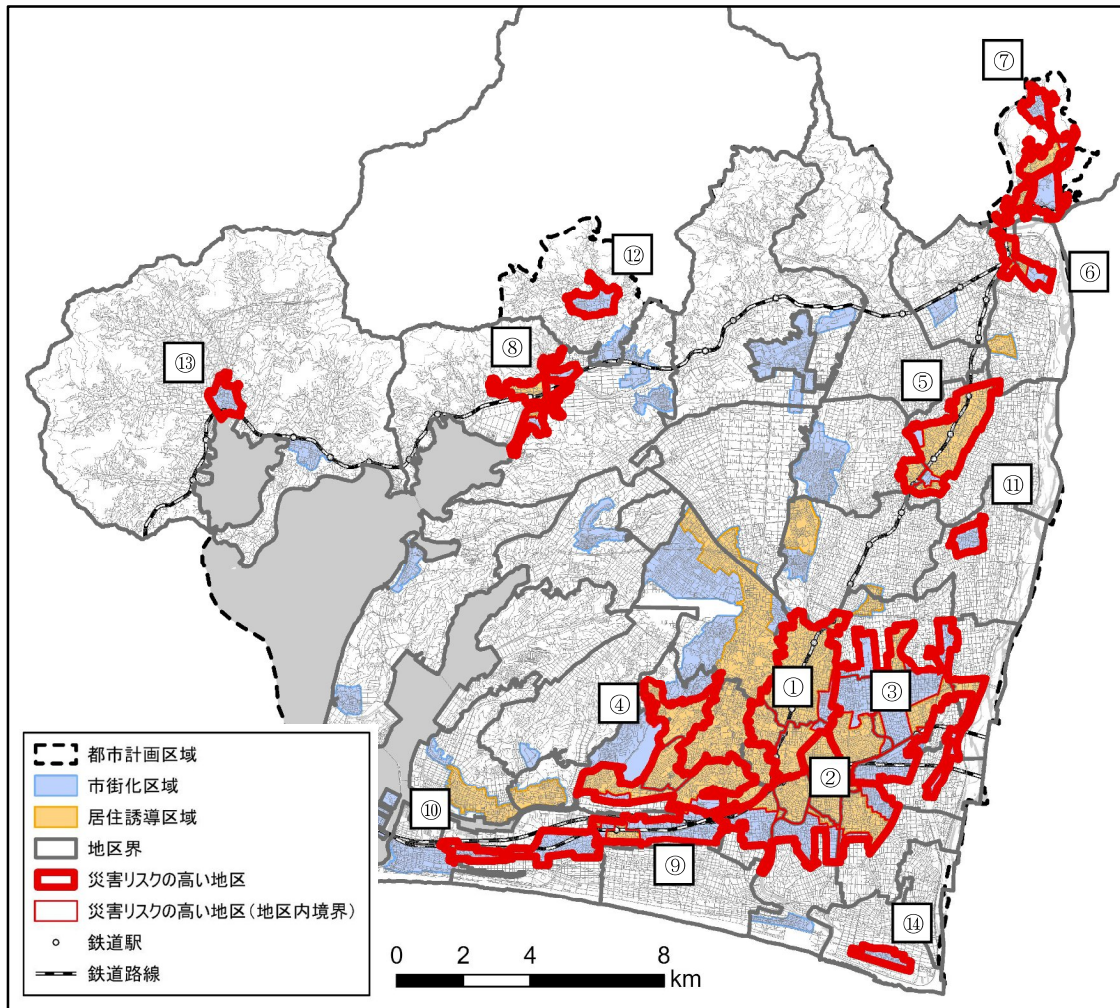 ⑦
⑫
⑥
⑧
⑬
⑤
⑪
①
③
④
②
⑩
⑨
⑭
都市計画区域
市街化区域
居住誘導区域
地区界
災害リスクの高い地区
災害リスクの高い地区(地区内境界)
鉄道駅
鉄道路線
0 2 4 8
km